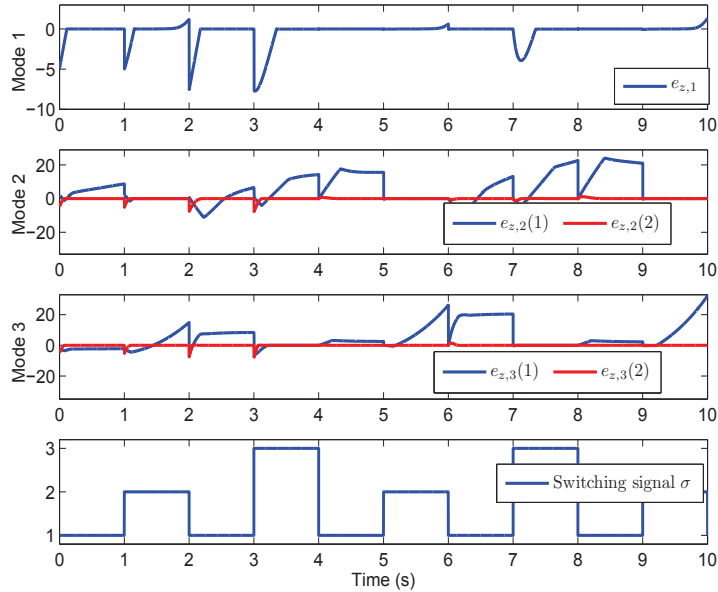 Mode 1
0
−5
−10
0 1 2 3 4 5 6 7 8 9 10
e_{z,1}
Mode 2
20
0
−20
0 1 2 3 4 5 6 7 8 9 10
e_{z,2}(1) e_{z,2}(2)
Mode 3
20
0
−20
0 1 2 3 4 5 6 7 8 9 10
e_{z,3}(1) e_{z,3}(2)
3
2
1
Switching signal σ
0 1 2 3 4 5 6 7 8 9 10
Time (s)